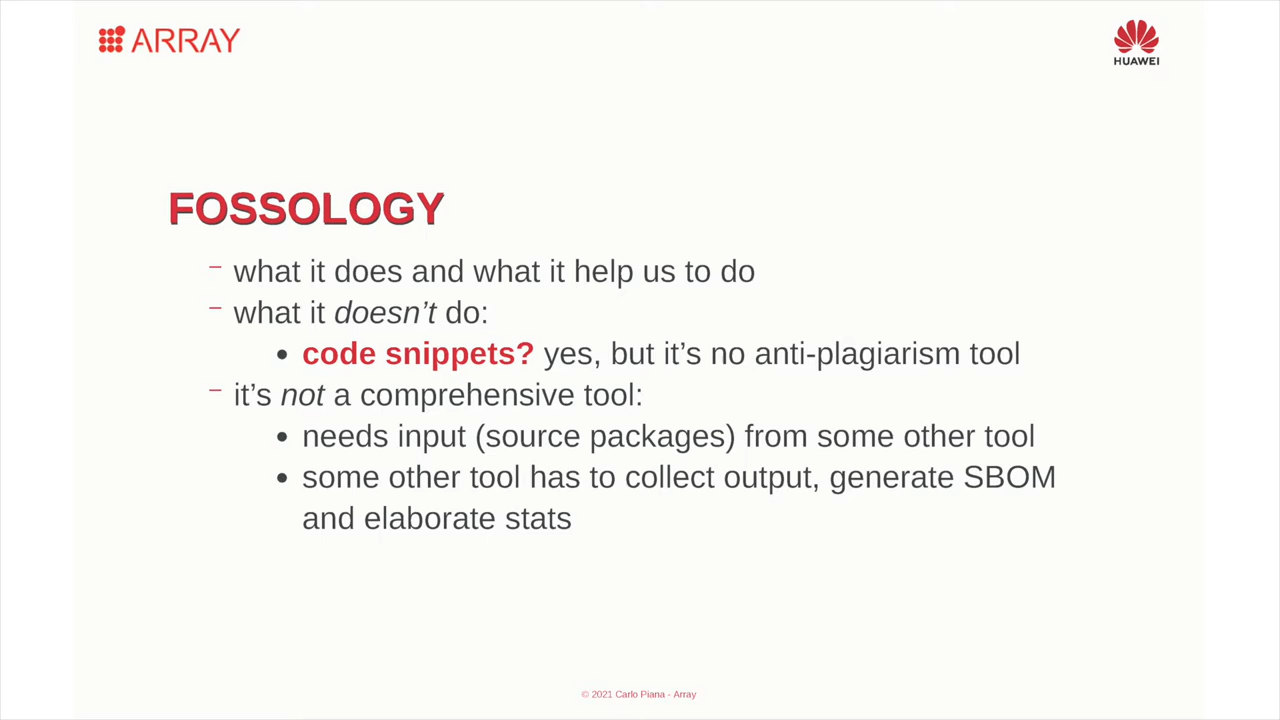 ARRAY
HUAWEI
FOSSOLOGY
– what it does and what it help us to do
– what it doesn’t do:
• code snippets? yes, but it’s no anti-plagiarism tool
– it’s not a comprehensive tool:
• needs input (source packages) from some other tool
• some other tool has to collect output, generate SBOM
and elaborate stats
© 2021 Carlo Piana - Array